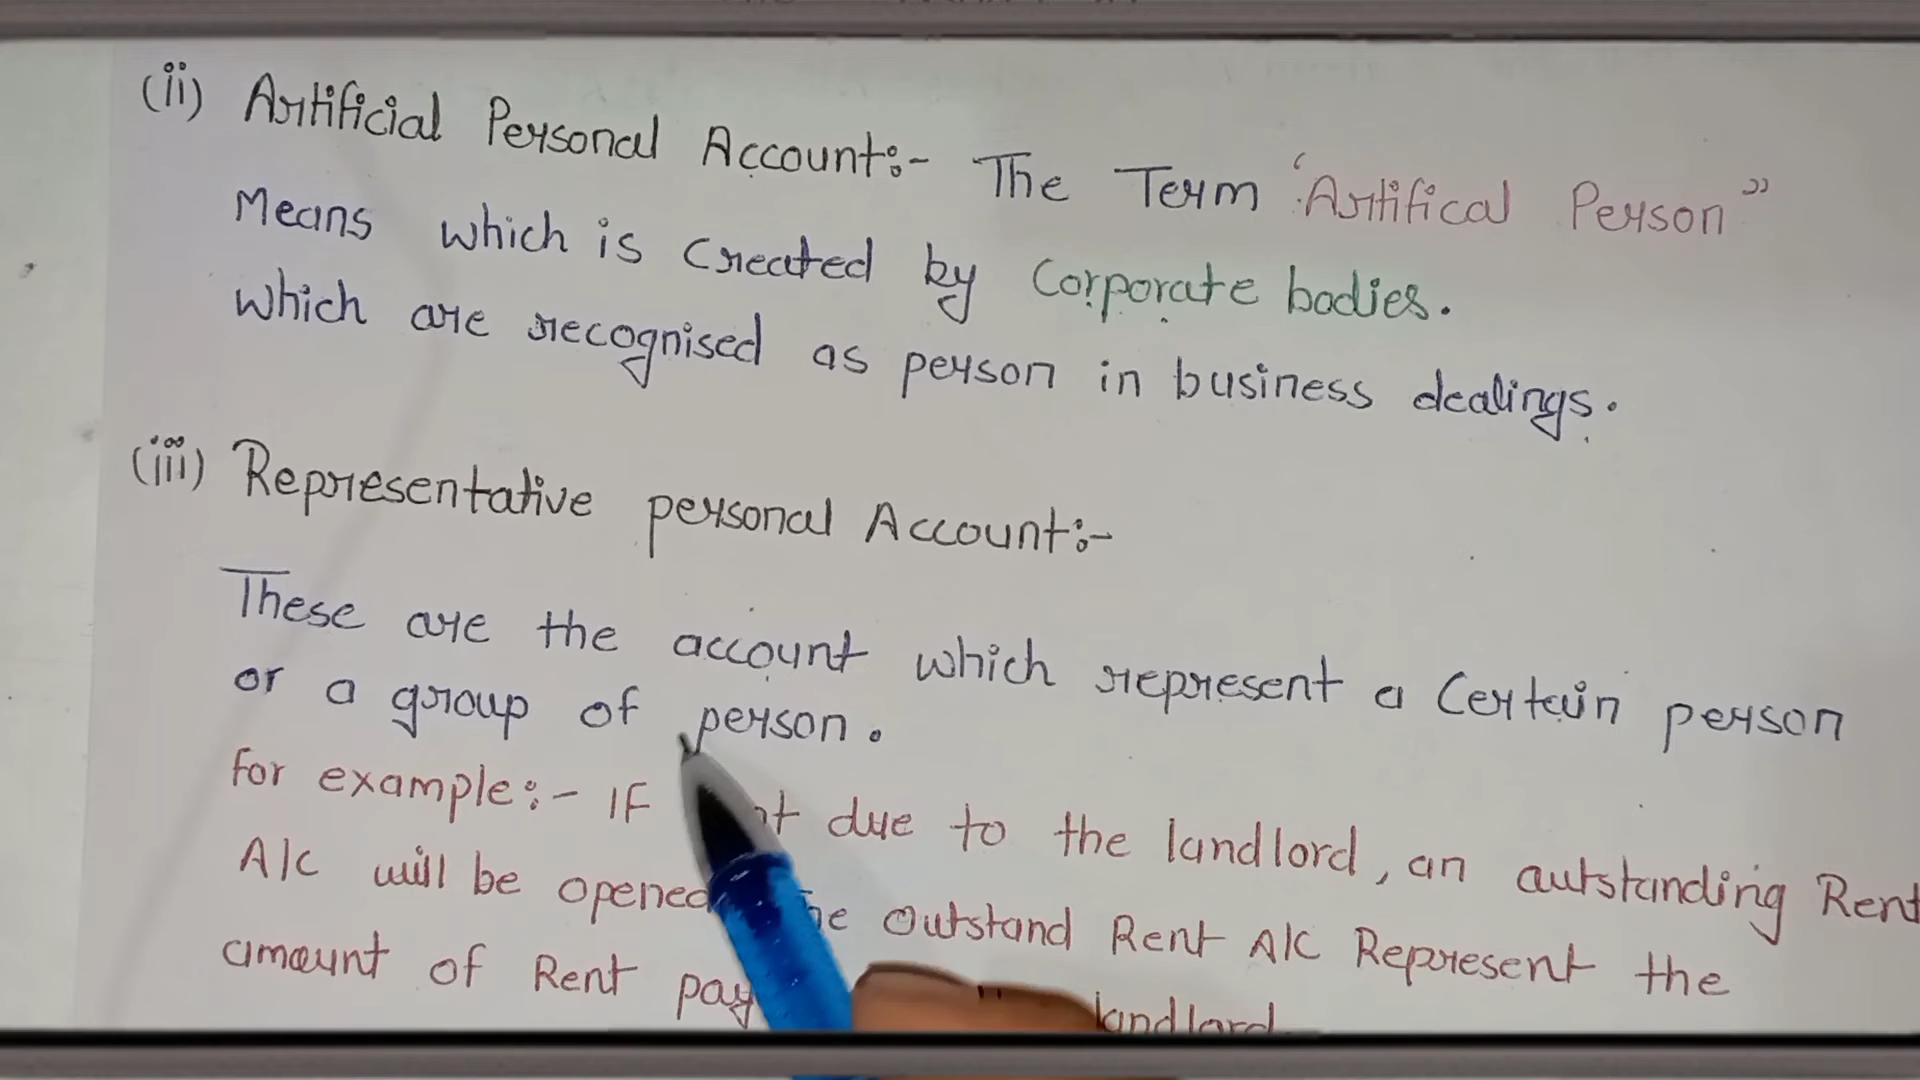 (ii) Artificial Personal Account:- The Term "Artifical Person"
Means which is Created by Corporate bodies.
which are recognised as person in business dealings.
(iii) Representative personal Account:-
These are the account which represent a Certain person
or a group of person.
For example:- IF due to the landlord, an outstanding Rent
A/C will be opened Outstand Rent A/C Represent the
amount of Rent landlord